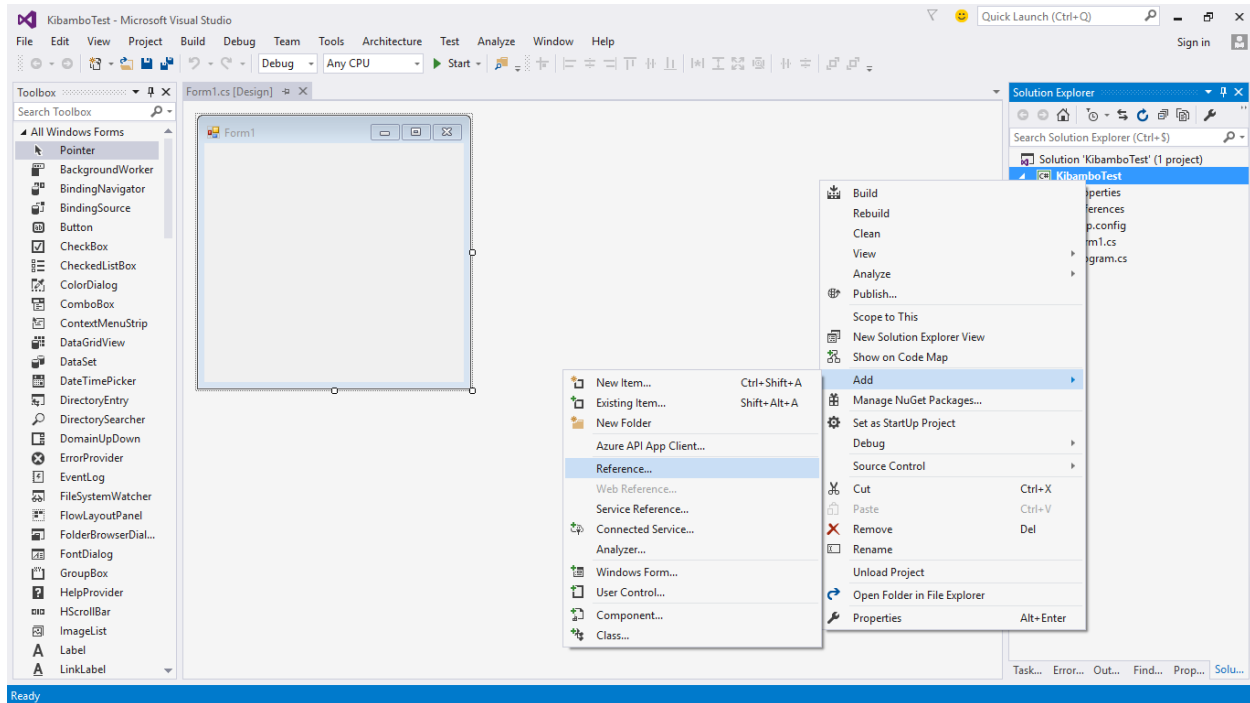 KibamboTest - Microsoft Visual Studio
Quick Launch (Ctrl+Q)
File Edit View Project Build Debug Team Tools Architecture Test Analyze Window Help
Sign in
Debug Any CPU Start
Toolbox
Search Toolbox
All Windows Forms
Pointer
BackgroundWorker
BindingNavigator
BindingSource
Button
CheckBox
CheckedListBox
ColorDialog
ComboBox
ContextMenuStrip
DataGridView
DataSet
DateTimePicker
DirectoryEntry
DirectorySearcher
DomainUpDown
ErrorProvider
EventLog
FileSystemWatcher
FlowLayoutPanel
FolderBrowserDial...
FontDialog
GroupBox
HelpProvider
HScrollBar
ImageList
Label
LinkLabel
Form1.cs [Design]
Form1
New Item... Ctrl+Shift+A
Existing Item... Shift+Alt+A
New Folder
Azure API App Client...
Reference...
Web Reference...
Service Reference...
Connected Service...
Analyzer...
Windows Form...
User Control...
Component...
Class...
Build
Rebuild
Clean
View
Analyze
Publish...
Scope to This
New Solution Explorer View
Show on Code Map
Add
Manage NuGet Packages...
Set as StartUp Project
Debug
Source Control
Cut Ctrl+X
Paste Ctrl+V
Remove Del
Rename
Unload Project
Open Folder in File Explorer
Properties Alt+Enter
Solution Explorer
Search Solution Explorer (Ctrl+$)
Solution 'KibamboTest' (1 project)
C# KibamboTest
perties
ferences
p.config
m1.cs
gram.cs
Task... Error... Out... Find... Prop... Solu...
Ready